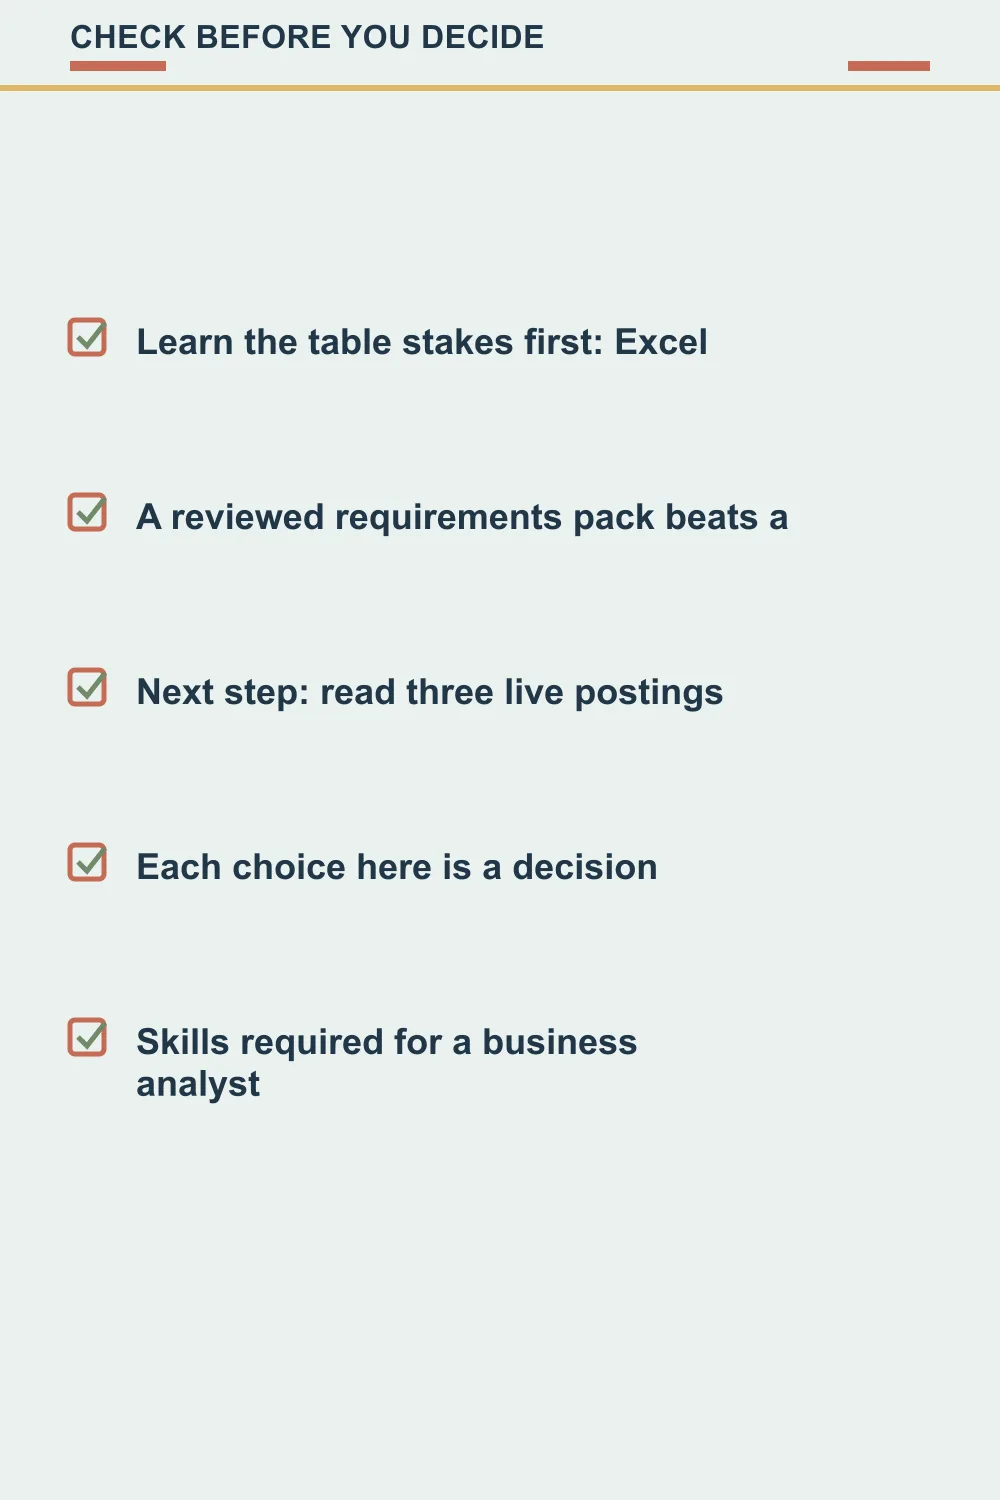 CHECK BEFORE YOU DECIDE
Learn the table stakes first: Excel
A reviewed requirements pack beats a
Next step: read three live postings
Each choice here is a decision
Skills required for a business
analyst